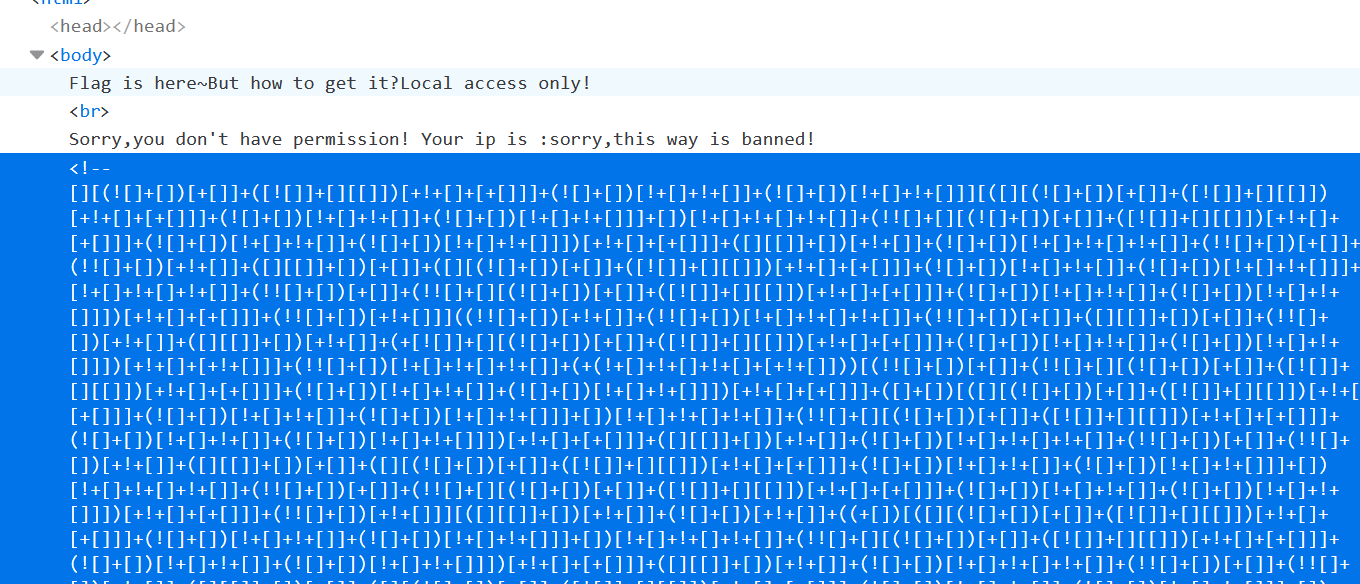 <html>
<head></head>
<body>
Flag is here~But how to get it?Local access only!
<br>
Sorry,you don't have permission! Your ip is :sorry,this way is banned!
<!--
[][(![]+[])[+[]]+([![]]+[][[]])[+!+[]+[+[]]]+(![]+[])[!+[]+!+[]]+(![]+[])[!+[]+!+[]]][([][(![]+[])[+[]]+([![]]+[][[]])
[+!+[]+[+[]]]+(![]+[])[!+[]+!+[]]+(![]+[])[!+[]+!+[]]]+[])[!+[]+!+[]+!+[]]+(!![]+[][(![]+[])[+[]]+([![]]+[][[]])[+!+[]+
[+[]]]+(![]+[])[!+[]+!+[]]+(![]+[])[!+[]+!+[]]])[+!+[]+[+[]]]+([][[]]+[])[+!+[]]+(![]+[])[!+[]+!+[]+!+[]]+(!![]+[])[+[]]+
(!![]+[])[+!+[]]+([][[]]+[])[+[]]+([][(![]+[])[+[]]+([![]]+[][[]])[+!+[]+[+[]]]+(![]+[])[!+[]+!+[]]+(![]+[])[!+[]+!+[]]]+
[!+[]+!+[]+!+[]]+(!![]+[])[+[]]+(!![]+[][(![]+[])[+[]]+([![]]+[][[]])[+!+[]+[+[]]]+(![]+[])[!+[]+!+[]]+(![]+[])[!+[]+!+
[]]])[+!+[]+[+[]]]+(!![]+[])[+!+[]]]((!![]+[])[+!+[]]+(!![]+[])[!+[]+!+[]+!+[]]+(!![]+[])[+[]]+([][[]]+[])[+[]]+(!![]+
[])[+!+[]]+([][[]]+[])[+!+[]]+(+[![]]+[][(![]+[])[+[]]+([![]]+[][[]])[+!+[]+[+[]]]+(![]+[])[!+[]+!+[]]+(![]+[])[!+[]+!+
[]]])[+!+[]+[+!+[]]]+(!![]+[])[!+[]+!+[]+!+[]]+(+(!+[]+!+[]+!+[]+[+!+[]]))[(!![]+[])[+[]]+(!![]+[][(![]+[])[+[]]+([![]]+
[][[]])[+!+[]+[+[]]]+(![]+[])[!+[]+!+[]]+(![]+[])[!+[]+!+[]]])[+!+[]+[+[]]]+([]+[])[([][(![]+[])[+[]]+([![]]+[][[]])[+!+[
[+[]]]+(![]+[])[!+[]+!+[]]+(![]+[])[!+[]+!+[]]]+[])[!+[]+!+[]+!+[]]+(!![]+[][(![]+[])[+[]]+([![]]+[][[]])[+!+[]+[+[]]]+
(![]+[])[!+[]+!+[]]+(![]+[])[!+[]+!+[]]])[+!+[]+[+[]]]+([][[]]+[])[+!+[]]+(![]+[])[!+[]+!+[]+!+[]]+(!![]+[])[+[]]+(!![]+
[])[+!+[]]+([][[]]+[])[+[]]+([][(![]+[])[+[]]+([![]]+[][[]])[+!+[]+[+[]]]+(![]+[])[!+[]+!+[]]+(![]+[])[!+[]+!+[]]]+[])
[!+[]+!+[]+!+[]]+(!![]+[])[+[]]+(!![]+[][(![]+[])[+[]]+([![]]+[][[]])[+!+[]+[+[]]]+(![]+[])[!+[]+!+[]]+(![]+[])[!+[]+!+
[]]])[+!+[]+[+[]]]+(!![]+[])[+!+[]]][([][[]]+[])[+!+[]]+(![]+[])[+!+[]]+((+[])[([][(![]+[])[+[]]+([![]]+[][[]])[+!+[]+
[+[]]]+(![]+[])[!+[]+!+[]]+(![]+[])[!+[]+!+[]]]+[])[!+[]+!+[]+!+[]]+(!![]+[][(![]+[])[+[]]+([![]]+[][[]])[+!+[]+[+[]]]+
(![]+[])[!+[]+!+[]]+(![]+[])[!+[]+!+[]]])[+!+[]+[+[]]]+([][[]]+[])[+!+[]]+(![]+[])[!+[]+!+[]+!+[]]+(!![]+[])[+[]]+(!![]+